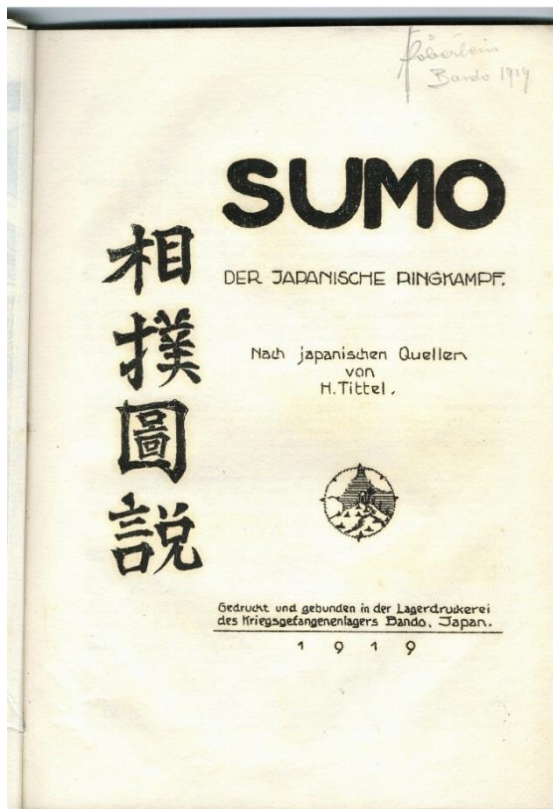 Bando 1919
SUMO
DER JAPANISCHE RINGKAMPF.
相撲圖説
Nach japanischen Quellen
von
H. Tittel.
Gedruckt und gebunden in der Lagerdruckerei
des Kriegsgefangenenlagers Bando, Japan.
1919